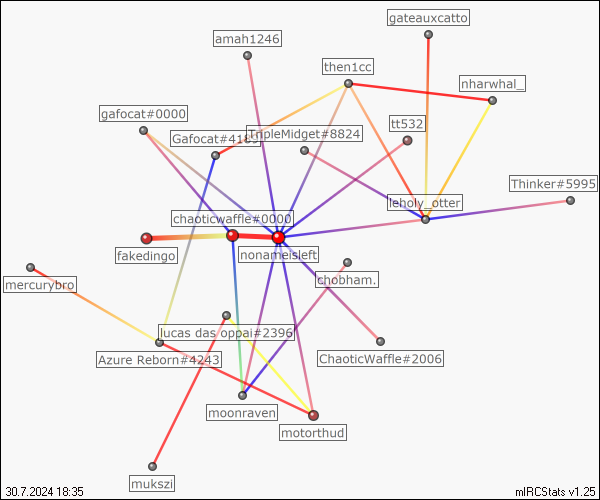 gateauxcatto
amah1246
then1cc
nharwhal_
gafocat#0000
tt532
TripleMidget#8824
Gafocat#4189
Thinker#5995
leholy_otter
chaoticwaffle#0000
fakedingo
nonameisleft
chobham.
mercurybro
lucas das oppai#2396
Azure Reborn#4243
ChaoticWaffle#2006
moonraven
motorthud
mukszi
30.7.2024 18:35
mIRCStats v1.25